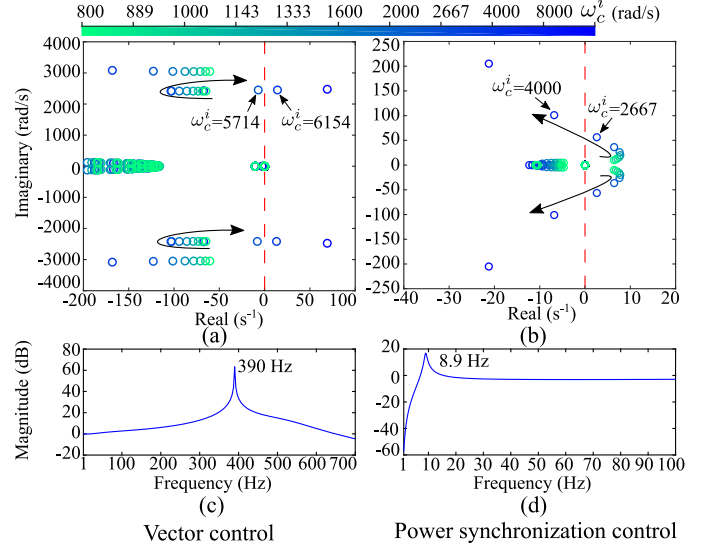 800 889 1000 1143 1333 1600 2000 2667 4000 8000 ω_c^i (rad/s)
Imaginary (rad/s)
4000
3000
2000
1000
0
-1000
-2000
-3000
-4000
ω_c^i=5714
ω_c^i=6154
-200 -150 -100 -50 0 50 100
Real (s⁻¹)
(a)
250
200
150
100
50
0
-50
-100
-150
-200
-250
ω_c^i=4000
ω_c^i=2667
-40 -30 -20 -10 0 10 20
Real (s⁻¹)
(b)
Magnitude (dB)
80
60
40
20
0
-20
390 Hz
1 100 200 300 400 500 600 700
Frequency (Hz)
(c)
20
0
-20
-40
-60
8.9 Hz
1 10 20 30 40 50 60 70 80 90 100
Frequency (Hz)
(d)
Vector control
Power synchronization control